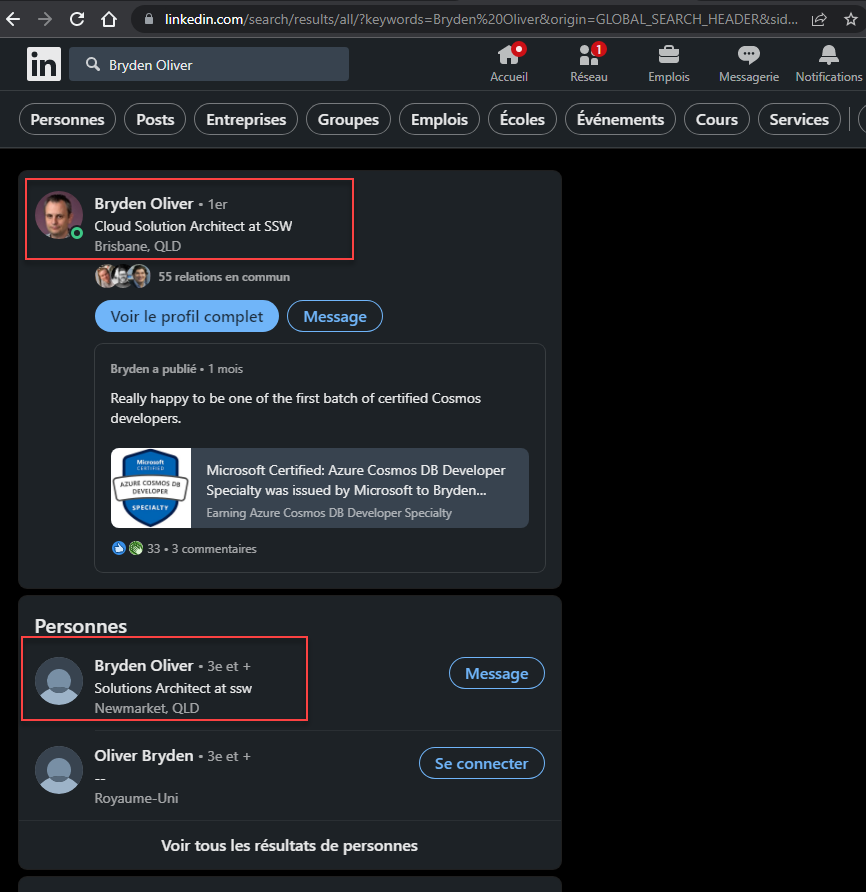 linkedin.com/search/results/all/?keywords=Bryden%20Oliver&origin=GLOBAL_SEARCH_HEADER&sid...
in
Bryden Oliver
Accueil
1
Réseau
Emplois
Messagerie
Notifications
Personnes
Posts
Entreprises
Groupes
Emplois
Écoles
Événements
Cours
Services
Bryden Oliver • 1er
Cloud Solution Architect at SSW
Brisbane, QLD
55 relations en commun
Voir le profil complet
Message
Bryden a publié • 1 mois
Really happy to be one of the first batch of certified Cosmos
developers.
Microsoft
CERTIFIED
AZURE COSMOS DB
DEVELOPER
SPECIALTY
Microsoft Certified: Azure Cosmos DB Developer
Specialty was issued by Microsoft to Bryden...
Earning Azure Cosmos DB Developer Specialty
33 • 3 commentaires
Personnes
Bryden Oliver • 3e et +
Solutions Architect at ssw
Newmarket, QLD
Message
Oliver Bryden • 3e et +
--
Royaume-Uni
Se connecter
Voir tous les résultats de personnes